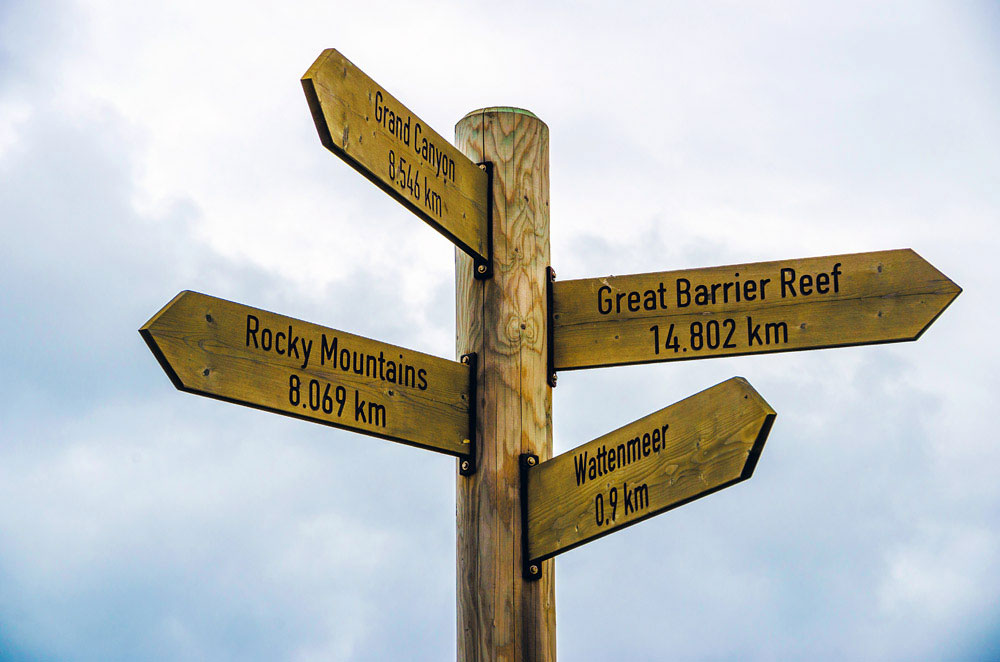 Grand Canyon
8.546 km
Great Barrier Reef
14.802 km
Rocky Mountains
8.069 km
Wattenmeer
0,9 km